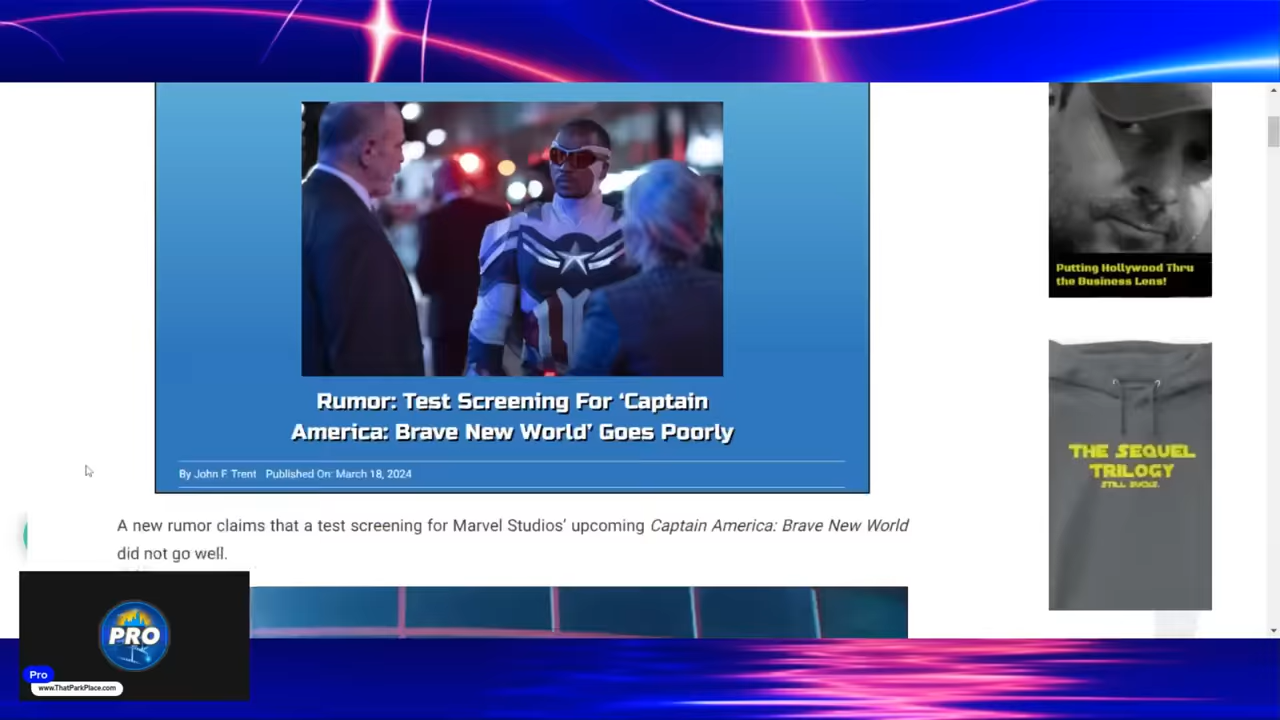 Putting Hollywood Thru
the Business Lens!
Rumor: Test Screening For ‘Captain
America: Brave New World’ Goes Poorly
By John F. Trent Published On: March 18, 2024
THE SEQUEL
TRILOGY
STILL SUCKS.
A new rumor claims that a test screening for Marvel Studios’ upcoming Captain America: Brave New World
did not go well.
PRO
Pro
www.ThatParkPlace.com